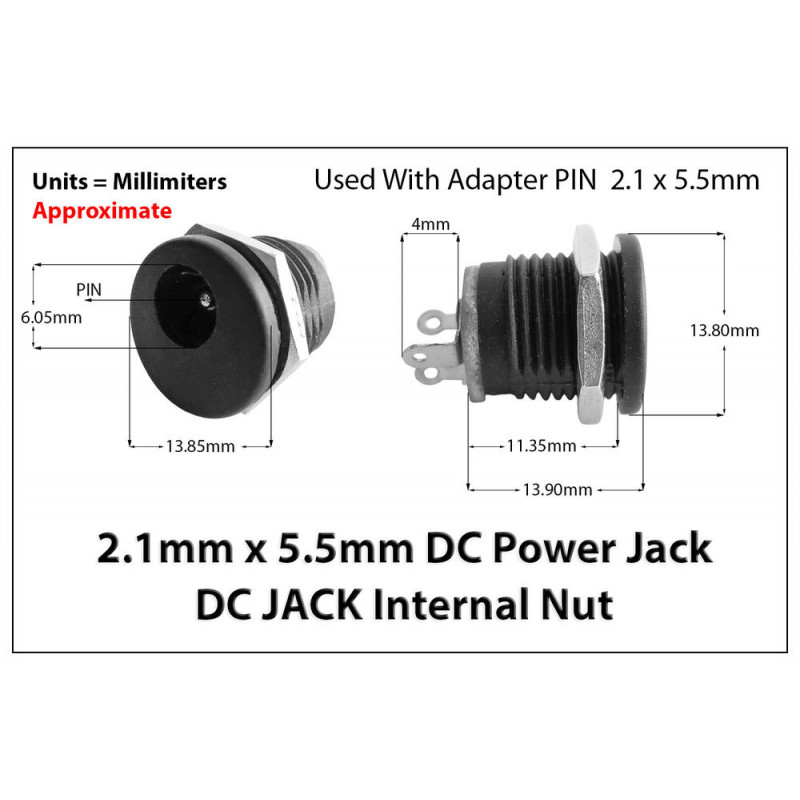 Units = Millimiters
Approximate
Used With Adapter PIN 2.1 x 5.5mm
4mm
PIN
6.05mm
13.80mm
13.85mm
11.35mm
13.90mm
2.1mm x 5.5mm DC Power Jack
DC JACK Internal Nut